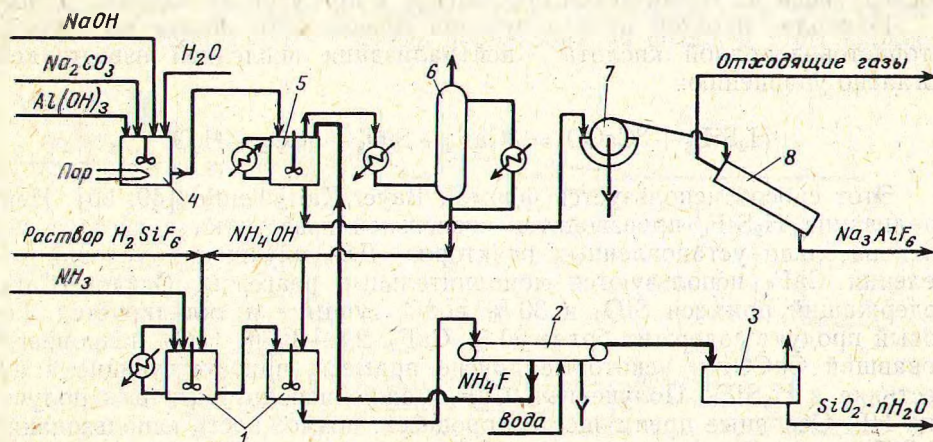 NaOH
Na₂CO₃
H₂O
Al(OH)₃
Пар
4
5
6
7
Отходящие газы
8
Na₃AlF₆
Раствор H₂SiF₆
NH₄OH
NH₃
1
2
NH₄F
Вода
3
SiO₂·nH₂O